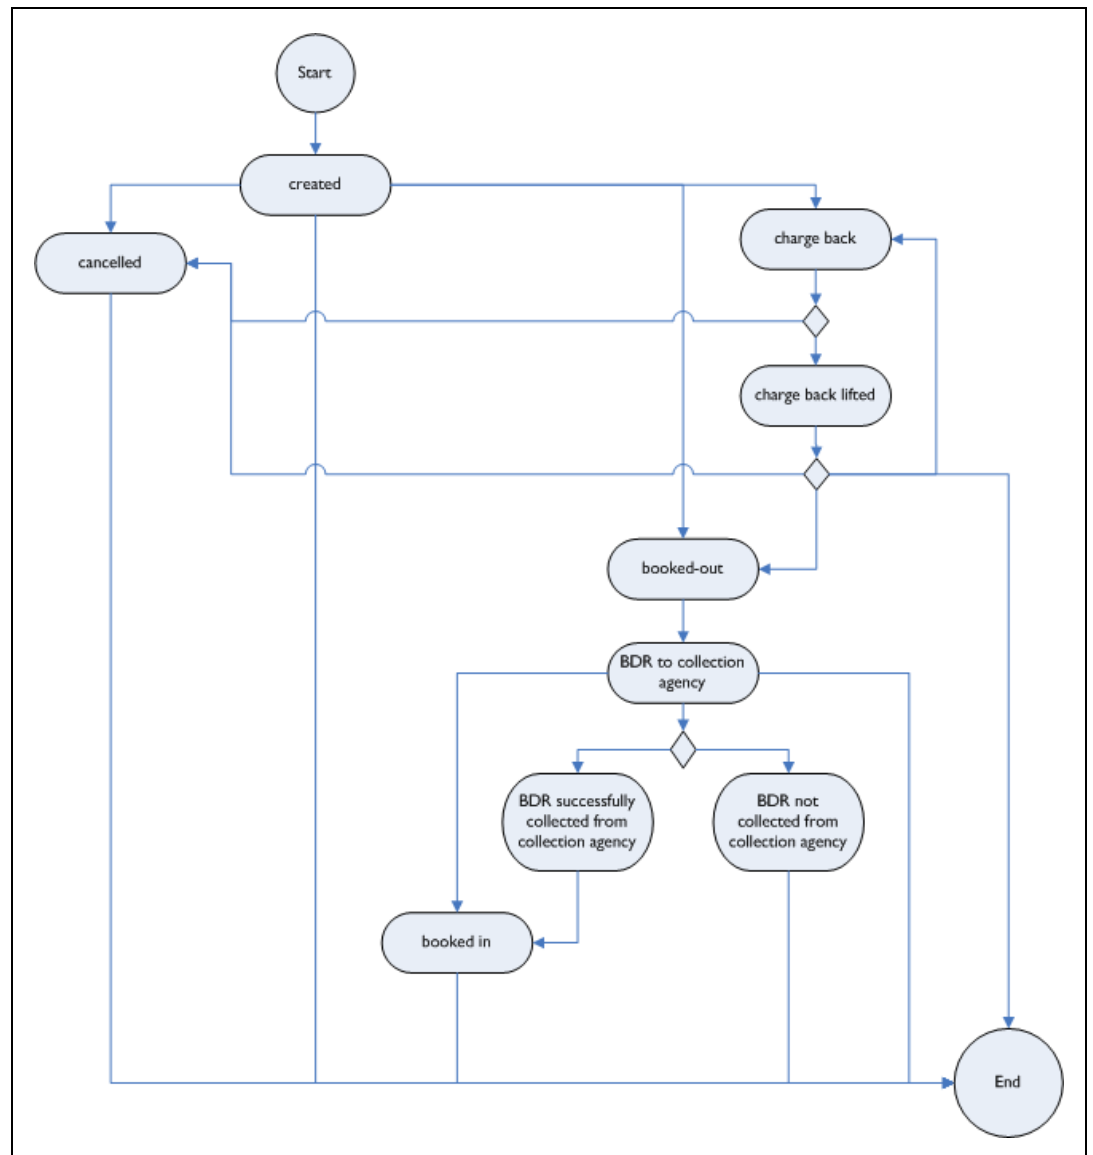 Start
created
cancelled
charge back
charge back lifted
booked-out
BDR to collection
agency
BDR successfully
collected from
collection agency
BDR not
collected from
collection agency
booked in
End